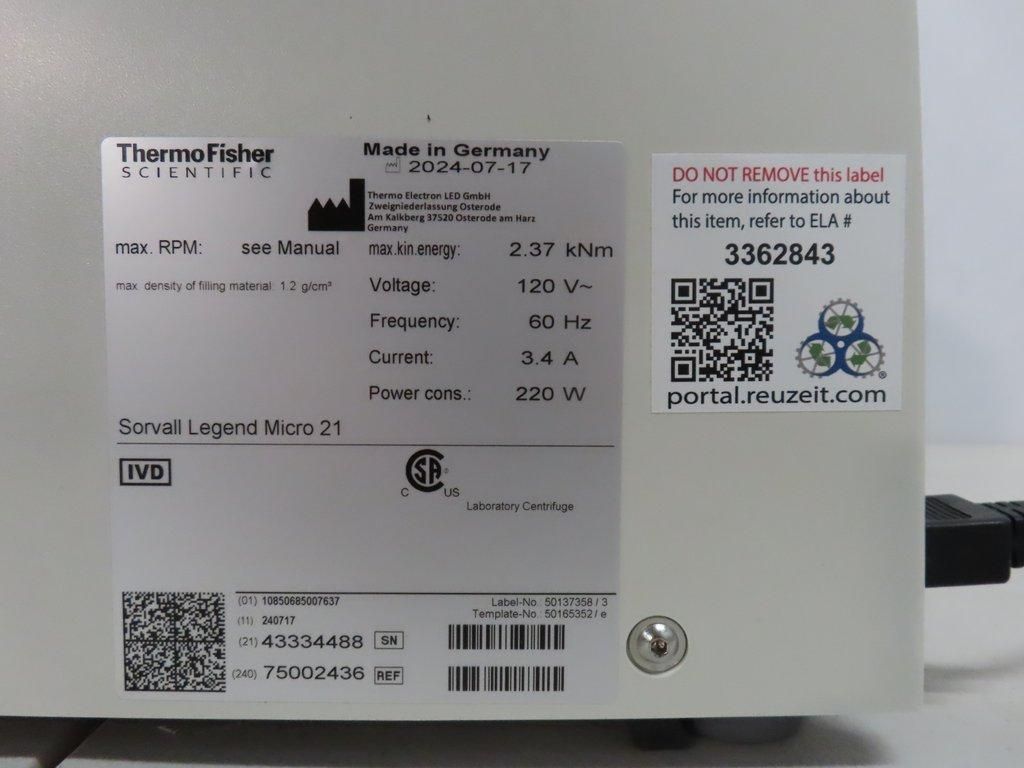 ThermoFisher
SCIENTIFIC
Made in Germany
2024-07-17
Thermo Electron LED GmbH
Zweigniederlassung Osterode
Am Kalkberg 37520 Osterode am Harz
Germany
max. RPM: see Manual
max. density of filling material: 1.2 g/cm³
max.kin.energy: 2.37 kNm
Voltage: 120 V~
Frequency: 60 Hz
Current: 3.4 A
Power cons.: 220 W
Sorvall Legend Micro 21
IVD
CSA
®
C US
Laboratory Centrifuge
(01) 10850685007637
(11) 240717
(21) 43334488 SN
(240) 75002436 REF
Label-No.: 50137358 / 3
Template-No.: 50165352 / e
DO NOT REMOVE this label
For more information about
this item, refer to ELA #
3362843
®
portal.reuzeit.com